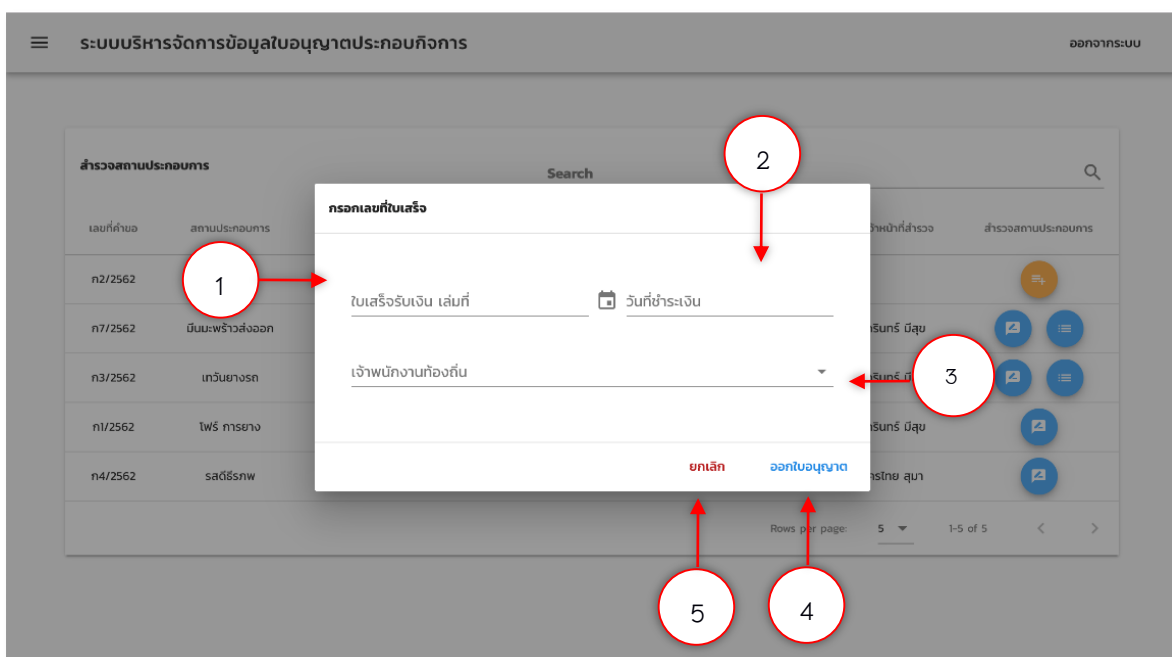 ระบบบริหารจัดการข้อมูลใบอนุญาตประกอบกิจการ ออกจากระบบ
สำรวจสถานประกอบการ Search
2
กรอกเลขที่ใบเสร็จ
เลขที่คำขอ สถานประกอบการ เจ้าหน้าที่สำรวจ สำรวจสถานประกอบการ
ก2/2562
1
ใบเสร็จรับเงิน เล่มที่ วันที่ชำระเงิน
ก7/2562 มีนมะพร้าวส่งออก มีสุข
เจ้าพนักงานท้องถิ่น
3
ก3/2562 เทวันยางรถ
ก1/2562 โฟร์ การยาง มีสุข
ยกเลิก ออกใบอนุญาต
ก4/2562 รสดีธีรภพ สุมา
Rows per page: 5 1-5 of 5
5
4